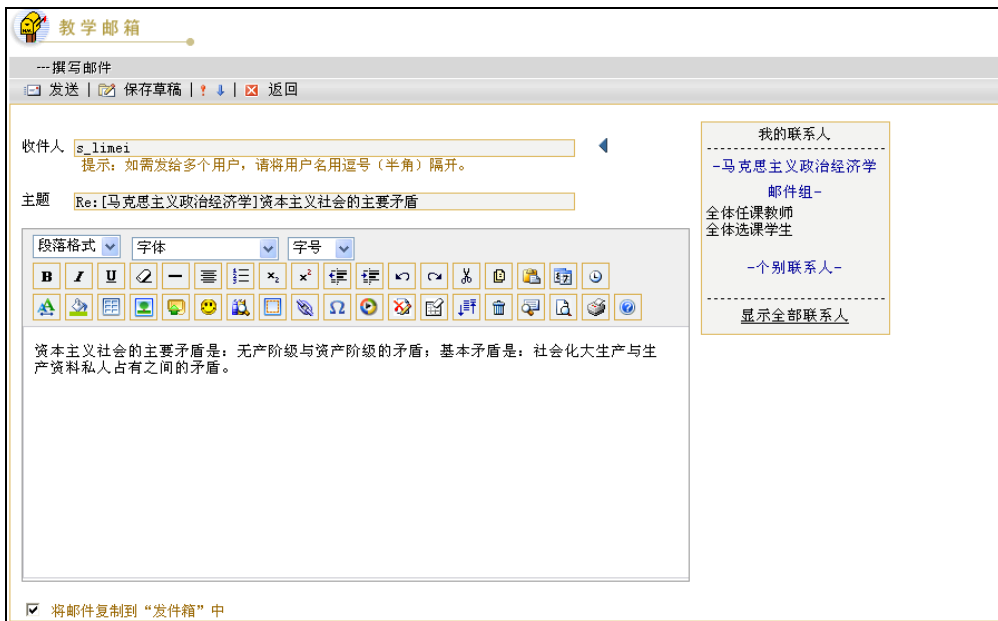 教学邮箱
---撰写邮件
发送 | 保存草稿 | | 返回
收件人 s_limei
提示：如需发给多个用户，请将用户名用逗号（半角）隔开。
主题 Re:[马克思主义政治经济学]资本主义社会的主要矛盾
段落格式 字体 字号
资本主义社会的主要矛盾是：无产阶级与资产阶级的矛盾；基本矛盾是：社会化大生产与生
产资料私人占有之间的矛盾。
将邮件复制到“发件箱”中
我的联系人
-马克思主义政治经济学
邮件组-
全体任课教师
全体选课学生
-个别联系人-
显示全部联系人